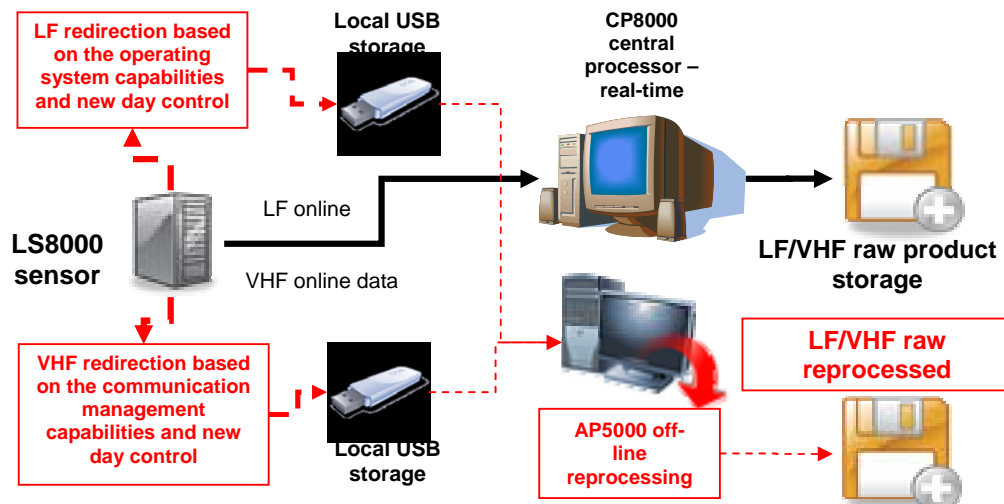 LF redirection based
on the operating
system capabilities
and new day control
Local USB
storage
CP8000
central
processor –
real-time
LS8000
sensor
LF online
VHF online data
LF/VHF raw product
storage
VHF redirection based
on the communication
management
capabilities and new
day control
Local USB
storage
AP5000 off-
line
reprocessing
LF/VHF raw
reprocessed